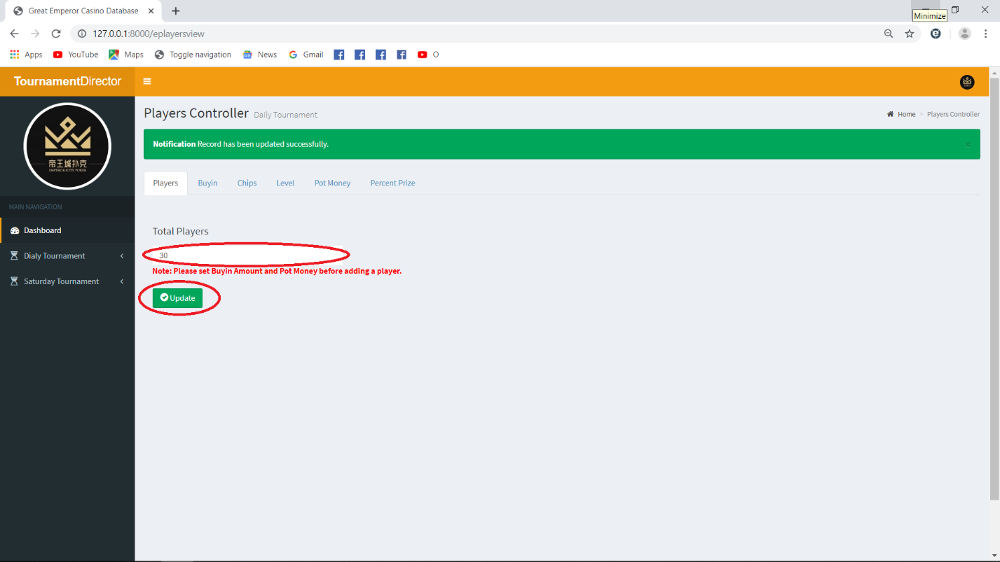 Great Emperor Casino Database
Minimize
127.0.0.1:8000/eplayersview
Apps YouTube Maps Toggle navigation News Gmail O
TournamentDirector
帝王城扑克
EMPEROR CITY POKER
Players Controller Daily Tournament
Home > Players Controller
Notification Record has been updated successfully. ×
Players Buyin Chips Level Pot Money Percent Prize
MAIN NAVIGATION
Dashboard
Dialy Tournament
Saturday Tournament
Total Players
30
Note: Please set Buyin Amount and Pot Money before adding a player.
Update